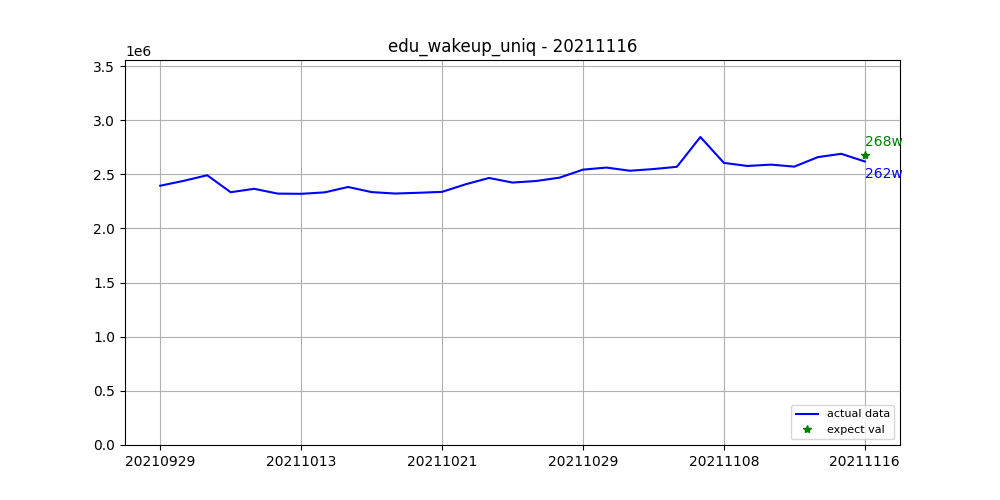 edu_wakeup_uniq - 20211116
1e6
3.5
3.0
2.5
2.0
1.5
1.0
0.5
0.0
268w
262w
actual data
expect val
20210929 20211013 20211021 20211029 20211108 20211116